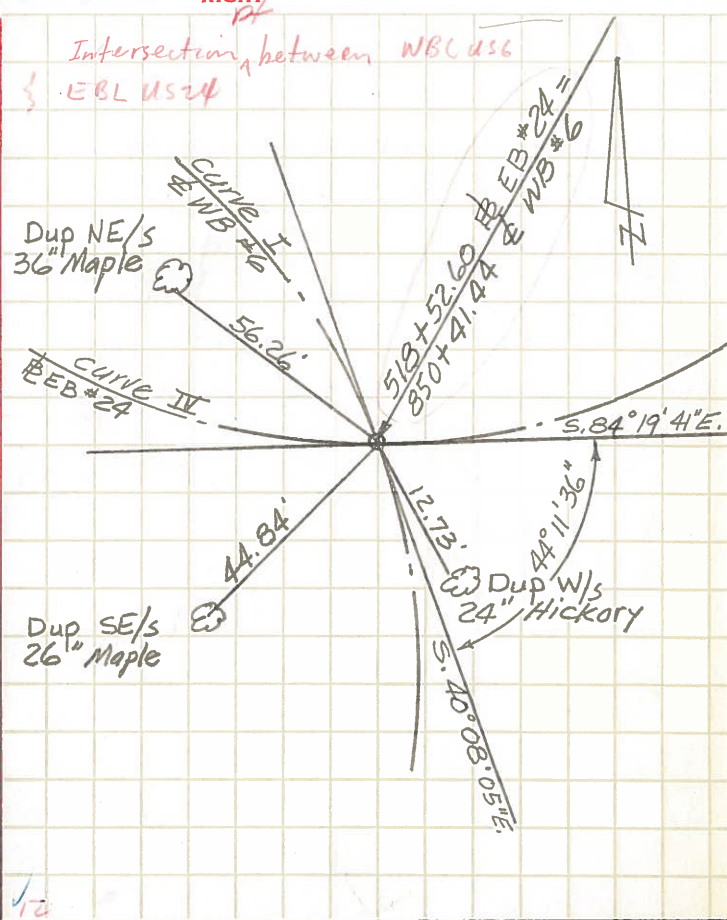 RIGHT
pt
Intersection ^ between WBL US6
& EBL US24
518+52.60 ℄ EB #24 =
850+41.44 ℄ WB #6
N
Curve I
℄ WB #6
Dup NE/s
36" Maple
56.26'
Curve IV
℄ EB #24
S.84°19'41"E.
44°11'36"
12.73'
Dup W/s
24" Hickory
44.84'
Dup SE/s
26" Maple
S.40°08'05"E.